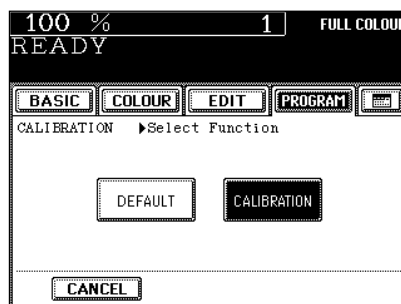 100 % 1 FULL COLOUR
READY
BASIC COLOUR EDIT PROGRAM
CALIBRATION ▶Select Function
DEFAULT CALIBRATION
CANCEL